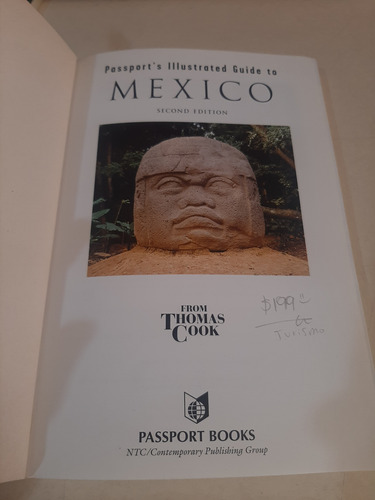 Passport's Illustrated Guide to
MEXICO
SECOND EDITION
FROM
THOMAS
COOK
$199
Turismo
PASSPORT BOOKS
NTC/Contemporary Publishing Group